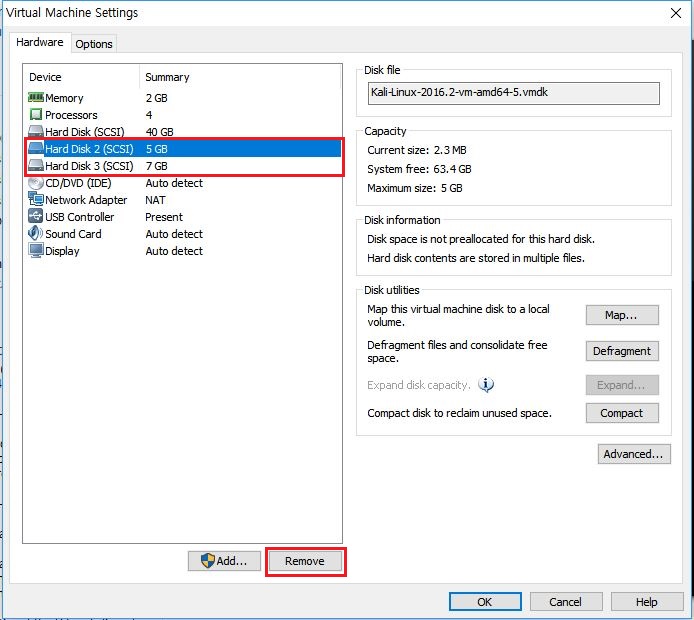 Virtual Machine Settings
Hardware
Options
Device Summary
Memory 2 GB
Processors 4
Hard Disk (SCSI) 40 GB
Hard Disk 2 (SCSI) 5 GB
Hard Disk 3 (SCSI) 7 GB
CD/DVD (IDE) Auto detect
Network Adapter NAT
USB Controller Present
Sound Card Auto detect
Display Auto detect
Add...
Remove
Disk file
Kali-Linux-2016.2-vm-amd64-5.vmdk
Capacity
Current size: 2.3 MB
System free: 63.4 GB
Maximum size: 5 GB
Disk information
Disk space is not preallocated for this hard disk.
Hard disk contents are stored in multiple files.
Disk utilities
Map this virtual machine disk to a local
volume.
Map...
Defragment files and consolidate free
space.
Defragment
Expand disk capacity.
Expand...
Compact disk to reclaim unused space.
Compact
Advanced...
OK
Cancel
Help